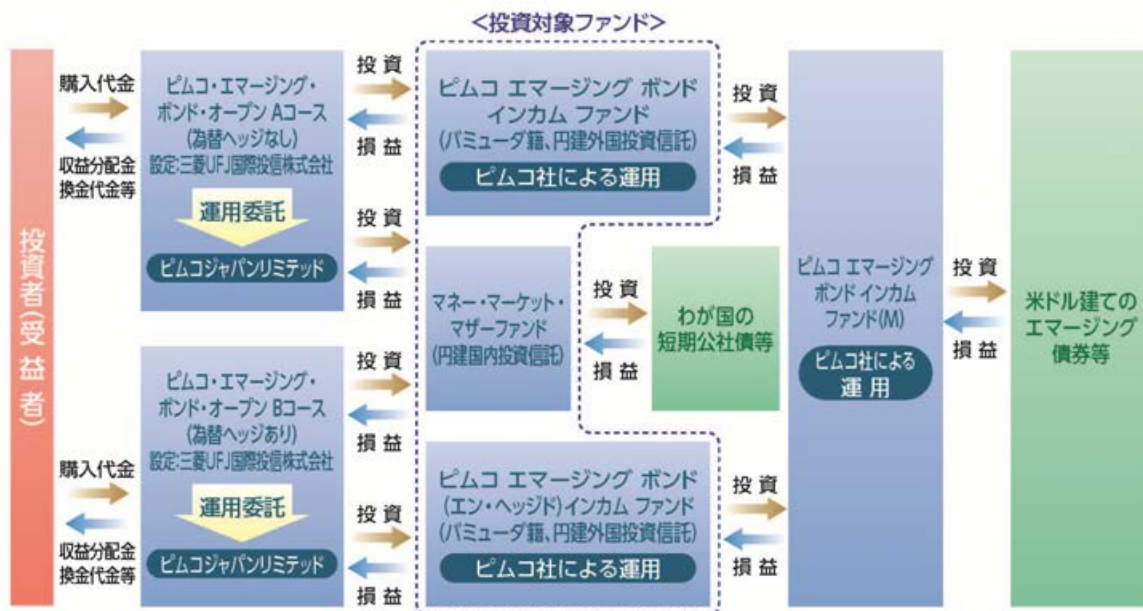 <投資対象ファンド>
投資者(受益者)
購入代金
収益分配金
換金代金等
ピムコ・エマージング・
ボンド・オープン Aコース
(為替ヘッジなし)
設定:三菱UFJ国際投信株式会社
運用委託
ピムコジャパンリミテッド
投資
損益
投資
損益
ピムコ エマージング ボンド
インカム ファンド
(バミューダ籍、円建外国投資信託)
ピムコ社による運用
投資
損益
マネー・マーケット・
マザーファンド
(円建国内投資信託)
投資
損益
わが国の
短期公社債等
購入代金
収益分配金
換金代金等
ピムコ・エマージング・
ボンド・オープン Bコース
(為替ヘッジあり)
設定:三菱UFJ国際投信株式会社
運用委託
ピムコジャパンリミテッド
投資
損益
投資
損益
ピムコ エマージング ボンド
(エン・ヘッジド)インカム ファンド
(バミューダ籍、円建外国投資信託)
ピムコ社による運用
投資
損益
ピムコ エマージング
ボンド インカム
ファンド(M)
ピムコ社による
運用
投資
損益
米ドル建ての
エマージング
債券等